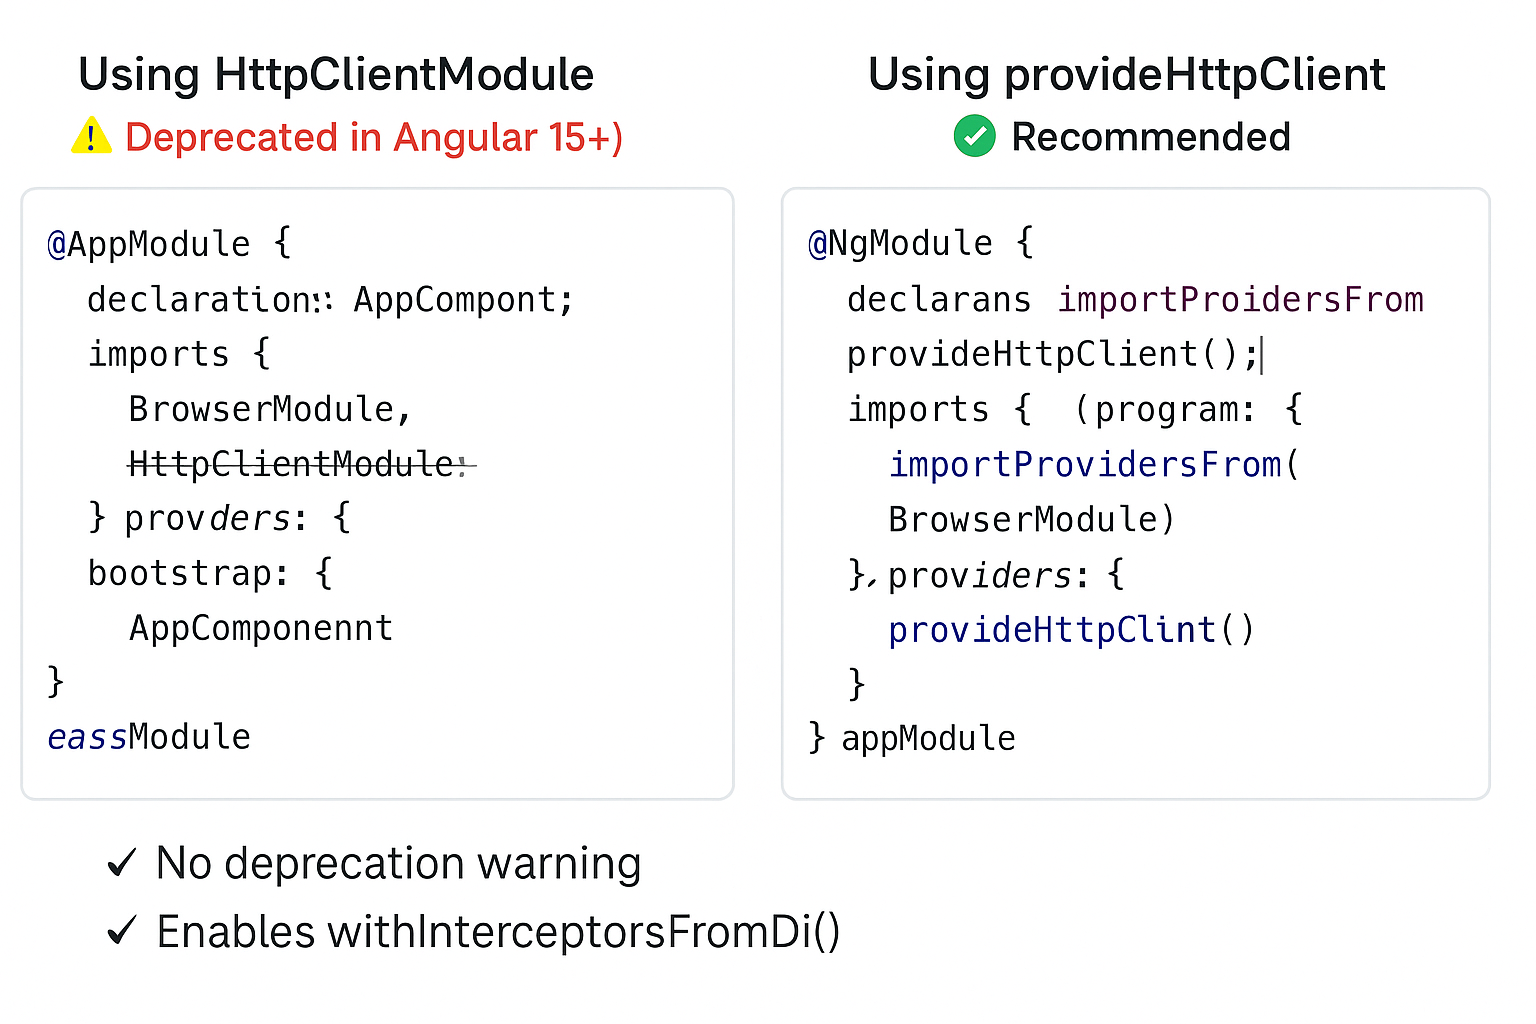 Using HttpClientModule
Deprecated in Angular 15+)
@AppModule {
declaration:: AppCompont;
imports {
BrowserModule,
HttpClientModule:
} provders: {
bootstrap: {
AppComponennt
}
eassModule
Using provideHttpClient
Recommended
@NgModule {
declarans importProidersFrom
provideHttpClient();
imports { (program: {
importProvidersFrom(
BrowserModule)
}, providers: {
provideHttpClint()
}
} appModule
✓ No deprecation warning
✓ Enables withInterceptorsFromDi()